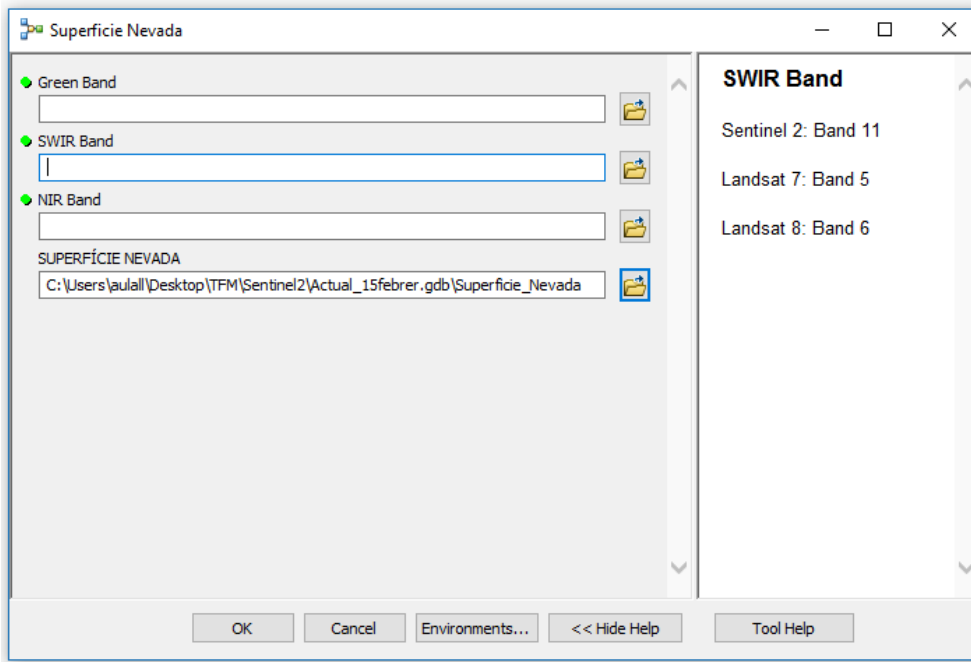 Superficie Nevada
Green Band
SWIR Band
NIR Band
SUPERFÍCIE NEVADA
C:\Users\aulall\Desktop\TFM\Sentinel2\Actual_15febrer.gdb\Superficie_Nevada
SWIR Band
Sentinel 2: Band 11
Landsat 7: Band 5
Landsat 8: Band 6
OK
Cancel
Environments...
<< Hide Help
Tool Help